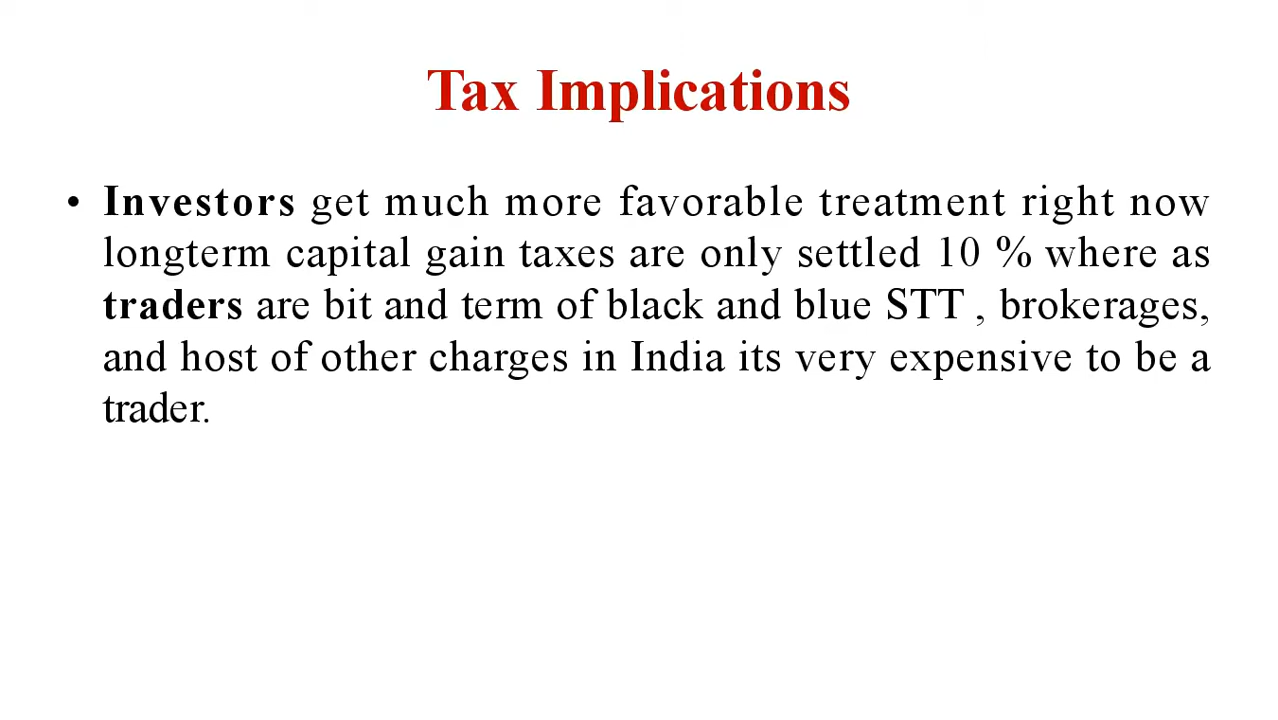 Tax Implications
• Investors get much more favorable treatment right now
longterm capital gain taxes are only settled 10 % where as
traders are bit and term of black and blue STT , brokerages,
and host of other charges in India its very expensive to be a
trader.